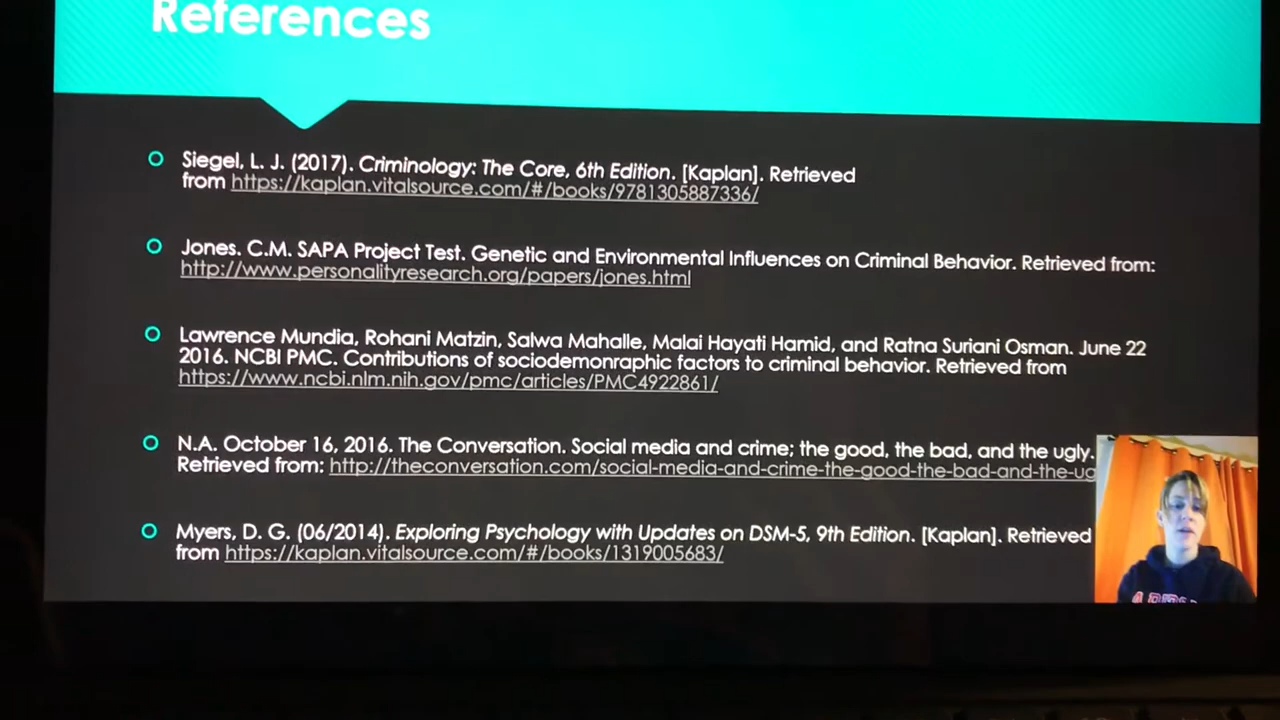 References
Siegel, L. J. (2017). Criminology: The Core, 6th Edition. [Kaplan]. Retrieved
from https://kaplan.vitalsource.com/#/books/9781305887336/
Jones. C.M. SAPA Project Test. Genetic and Environmental Influences on Criminal Behavior. Retrieved from:
http://www.personalityresearch.org/papers/jones.html
Lawrence Mundia, Rohani Matzin, Salwa Mahalle, Malai Hayati Hamid, and Ratna Suriani Osman. June 22
2016. NCBI PMC. Contributions of sociodemonraphic factors to criminal behavior. Retrieved from
https://www.ncbi.nlm.nih.gov/pmc/articles/PMC4922861/
N.A. October 16, 2016. The Conversation. Social media and crime; the good, the bad, and the ugly.
Retrieved from: http://theconversation.com/social-media-and-crime-the-good-the-bad-and-the-ug
Myers, D. G. (06/2014). Exploring Psychology with Updates on DSM-5, 9th Edition. [Kaplan]. Retrieved
from https://kaplan.vitalsource.com/#/books/1319005683/